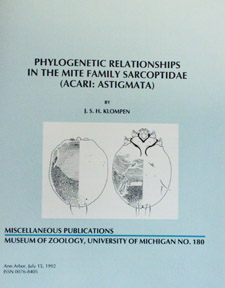 PHYLOGENETIC RELATIONSHIPS
IN THE MITE FAMILY SARCOPTIDAE
(ACARI: ASTIGMATA)
BY
J. S. H. KLOMPEN
MISCELLANEOUS PUBLICATIONS
MUSEUM OF ZOOLOGY, UNIVERSITY OF MICHIGAN NO. 180
Ann Arbor, July 15, 1992
ISSN 0076-8405